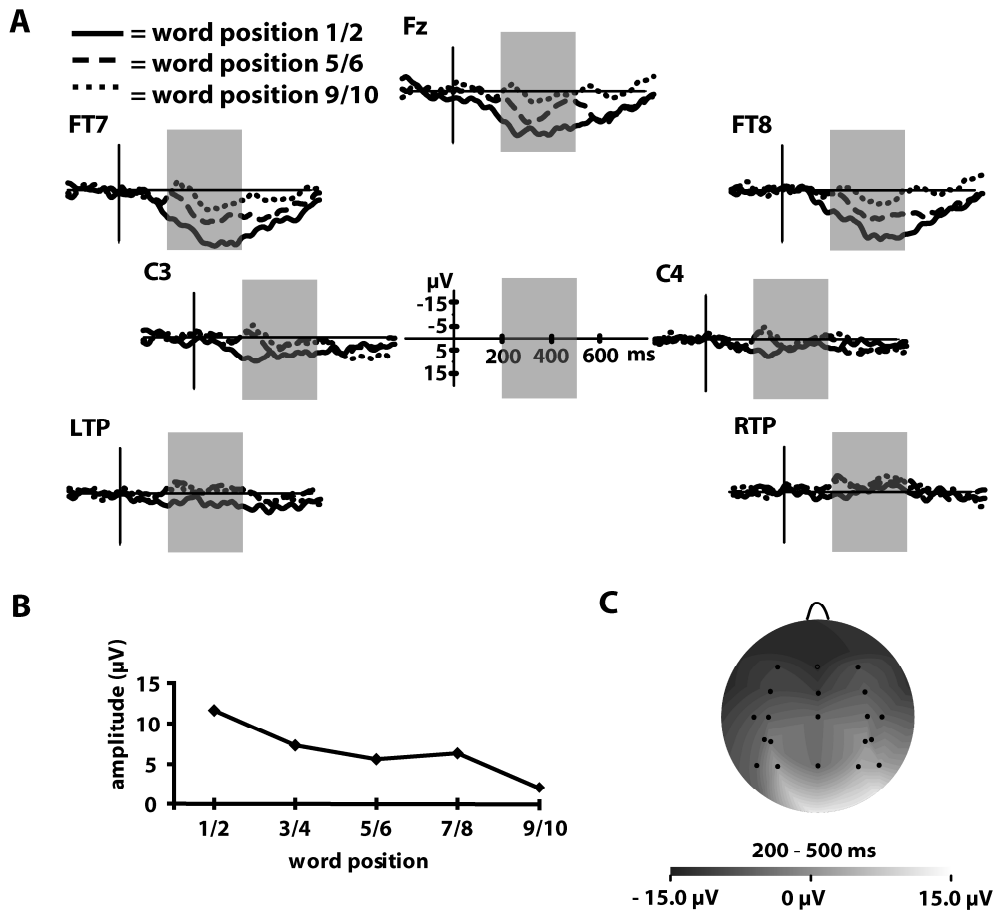 A
= word position 1/2
= word position 5/6
= word position 9/10
Fz
FT7
FT8
C3
C4
µV
-15
-5
5
15
200 400 600 ms
LTP
RTP
B
amplitude (µV)
15
10
5
0
1/2 3/4 5/6 7/8 9/10
word position
C
200 - 500 ms
- 15.0 µV 0 µV 15.0 µV